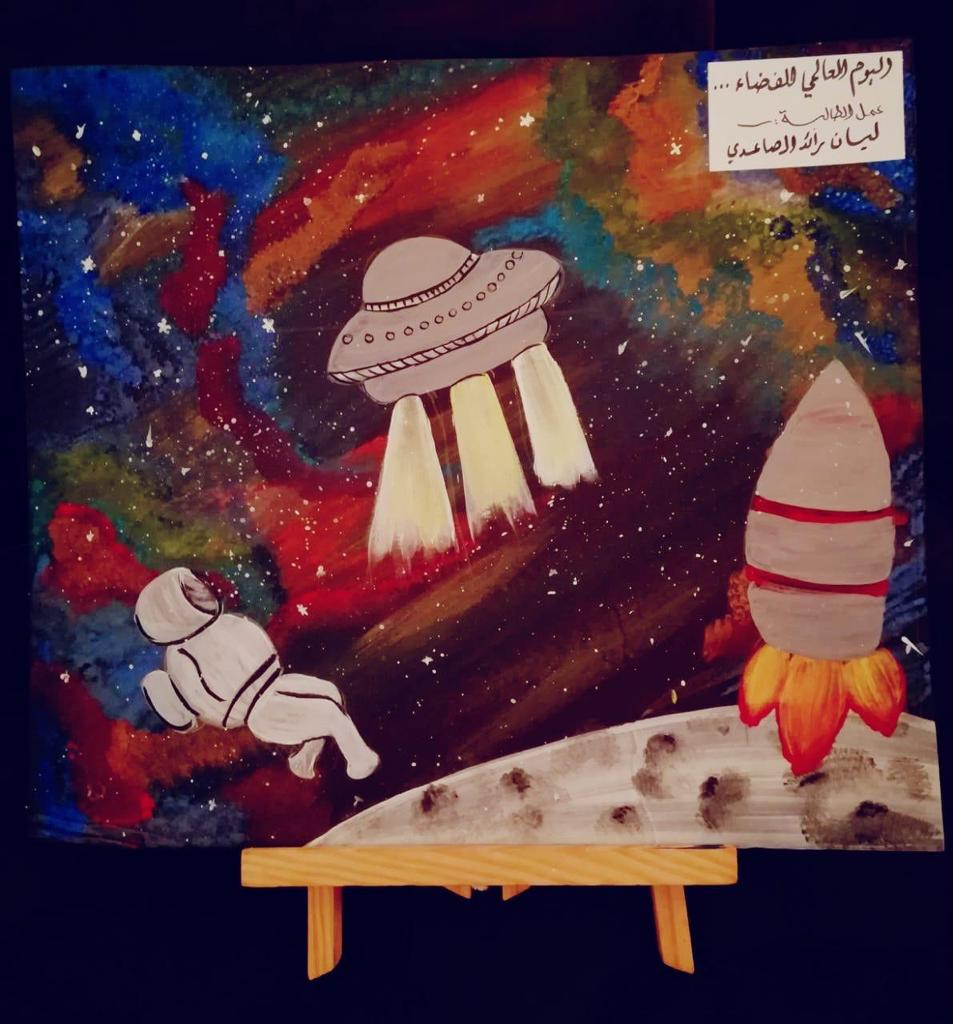 اليوم العالمي للفضاء ...
عمل الطالبة :ـ
ليان رائد الصاعدي